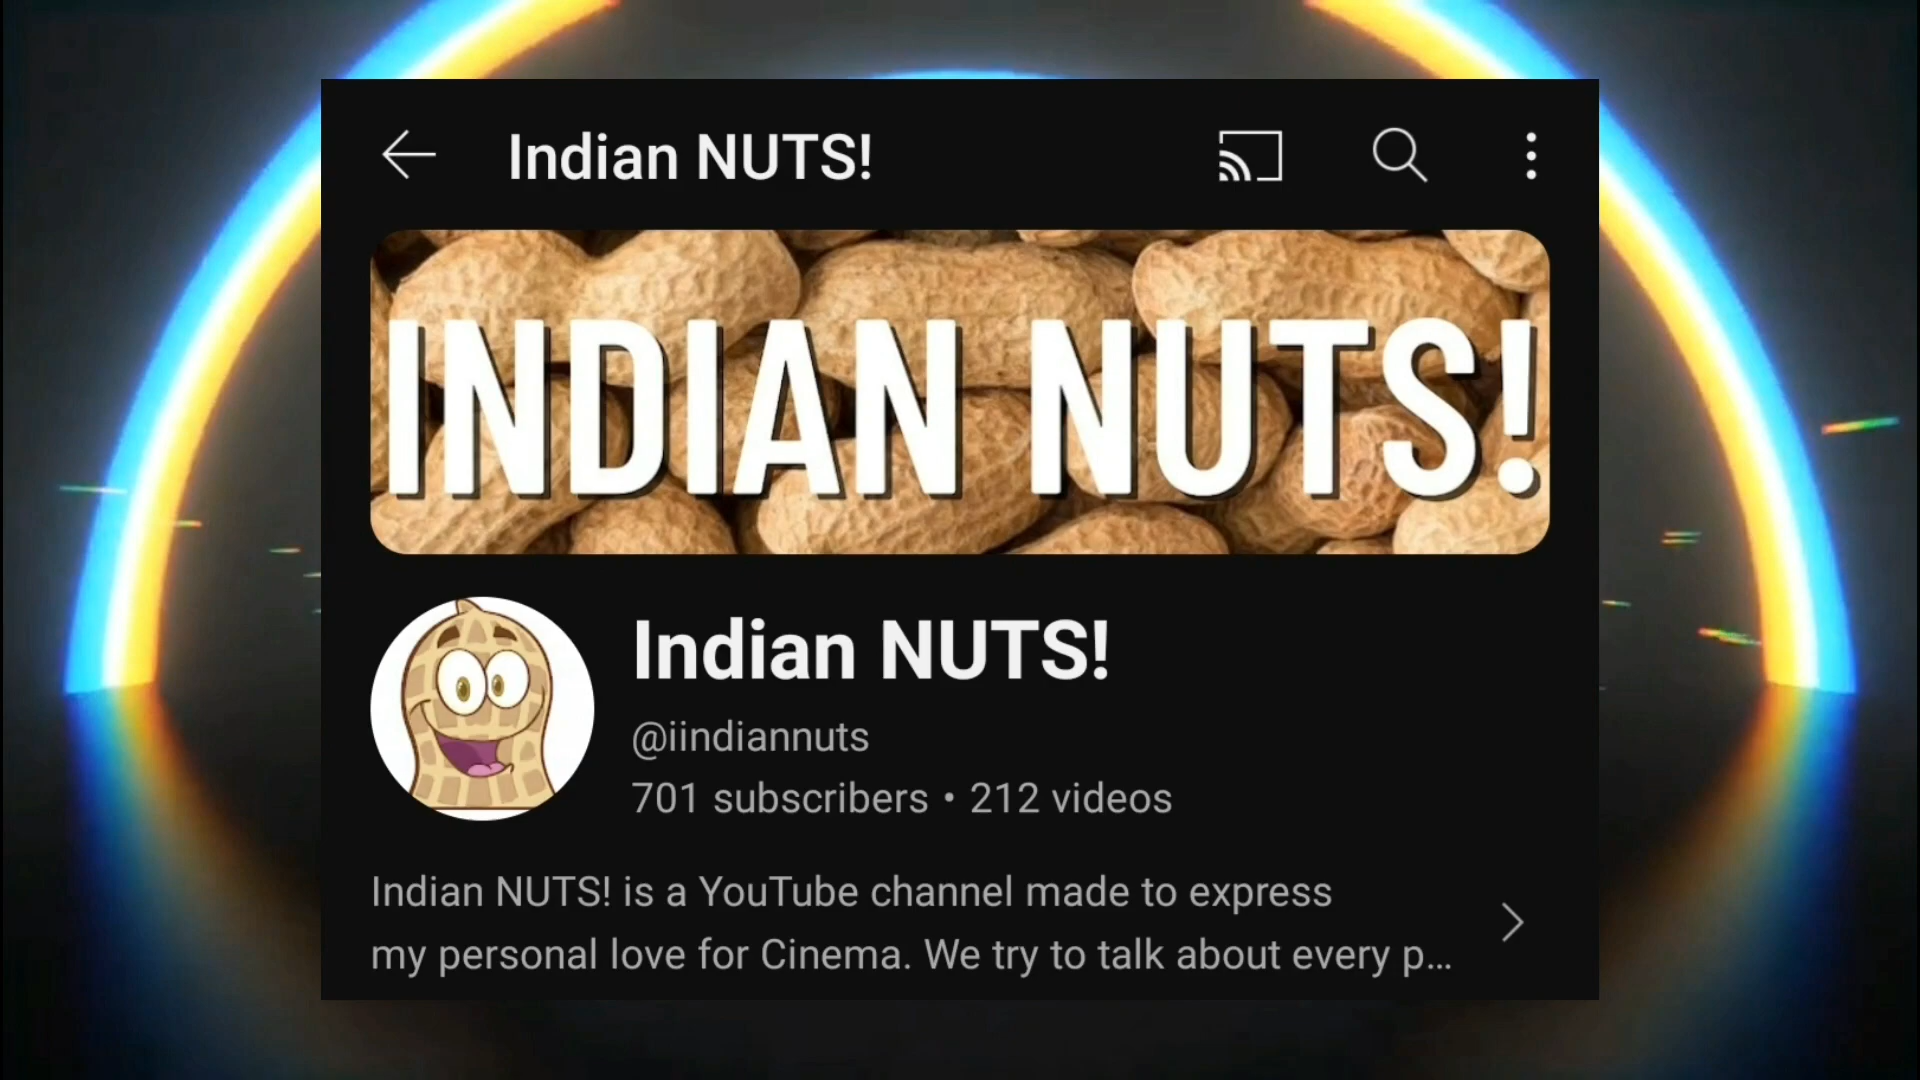 Indian NUTS!
INDIAN NUTS!
Indian NUTS!
@iindiannuts
701 subscribers • 212 videos
Indian NUTS! is a YouTube channel made to express
my personal love for Cinema. We try to talk about every p...